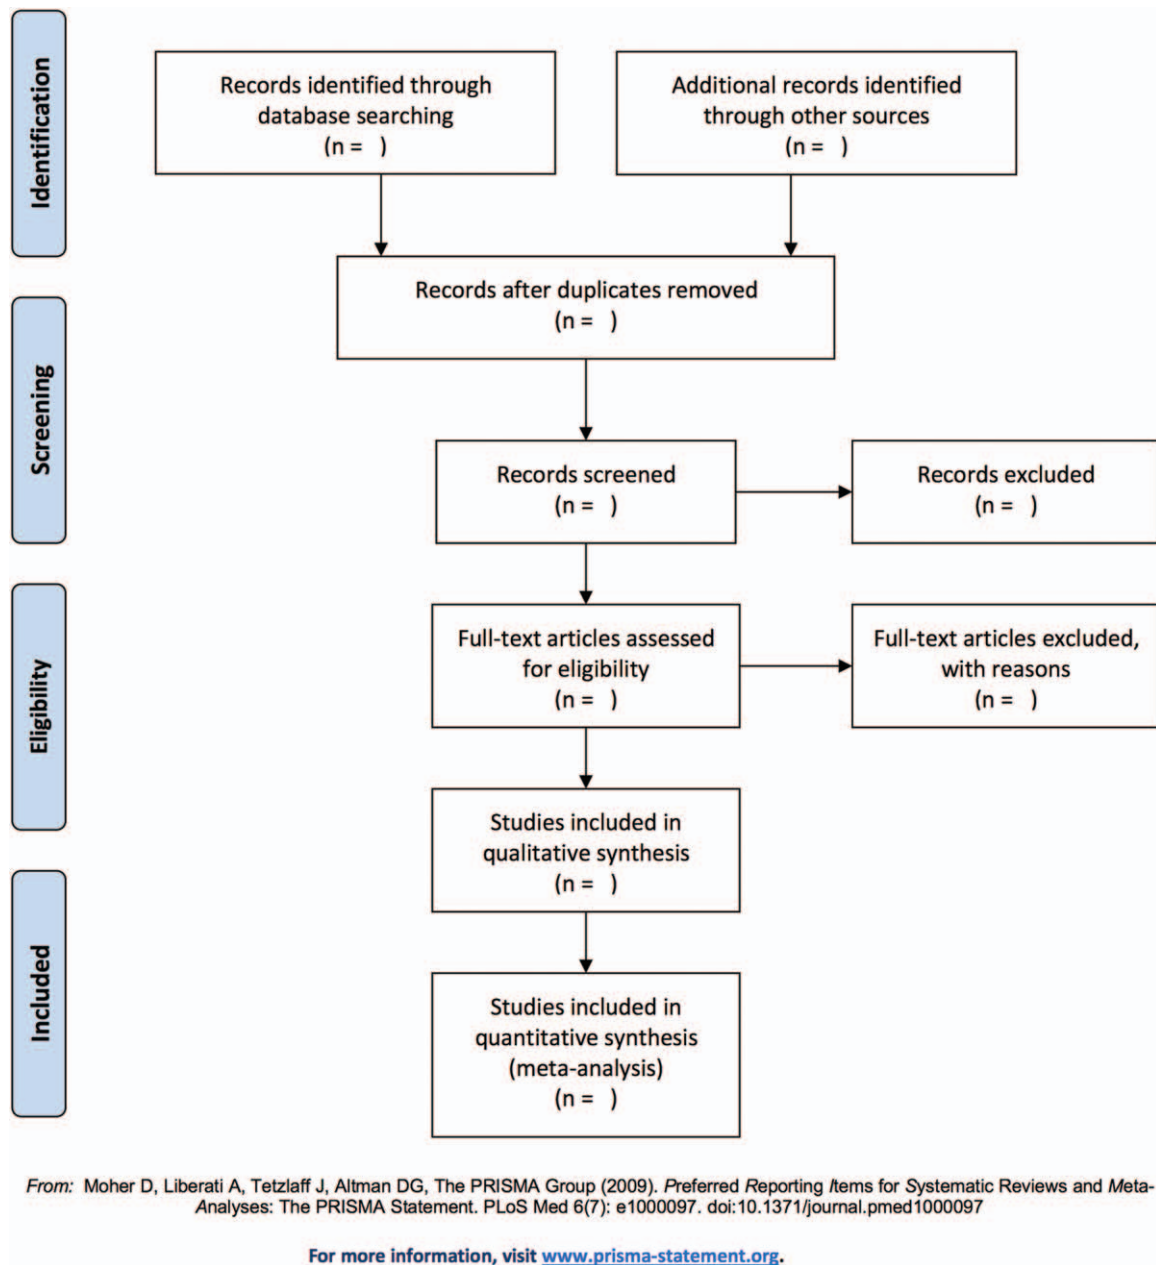 Identification
Records identified through
database searching
(n =   )
Additional records identified
through other sources
(n =   )
Records after duplicates removed
(n =   )
Screening
Records screened
(n =   )
Records excluded
(n =   )
Eligibility
Full-text articles assessed
for eligibility
(n =   )
Full-text articles excluded,
with reasons
(n =   )
Studies included in
qualitative synthesis
(n =   )
Included
Studies included in
quantitative synthesis
(meta-analysis)
(n =   )
From: Moher D, Liberati A, Tetzlaff J, Altman DG, The PRISMA Group (2009). Preferred Reporting Items for Systematic Reviews and Meta-
Analyses: The PRISMA Statement. PLoS Med 6(7): e1000097. doi:10.1371/journal.pmed1000097
For more information, visit www.prisma-statement.org.